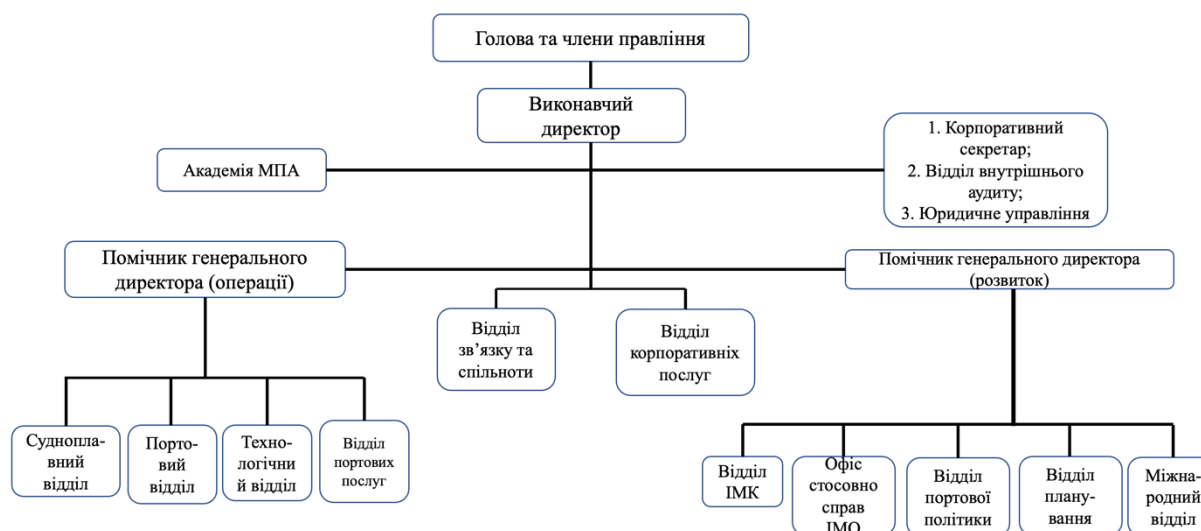 Голова та члени правління
Виконавчий
директор
Академія МПА
1. Корпоративний
секретар;
2. Відділ внутрішнього
аудиту;
3. Юридичне управління
Помічник генерального
директора (операції)
Помічник генерального директора
(розвиток)
Відділ
зв’язку та
спільноти
Відділ
корпоративніх
послуг
Судопла-
вний
відділ
Порто-
вий
відділ
Техно-
логічни
й відділ
Відділ
портових
послуг
Відділ
ІМК
Офіс
стосовно
справ
ІМО
Відділ
портової
політики
Відділ
плану-
вання
Міжна-
родний
відділ